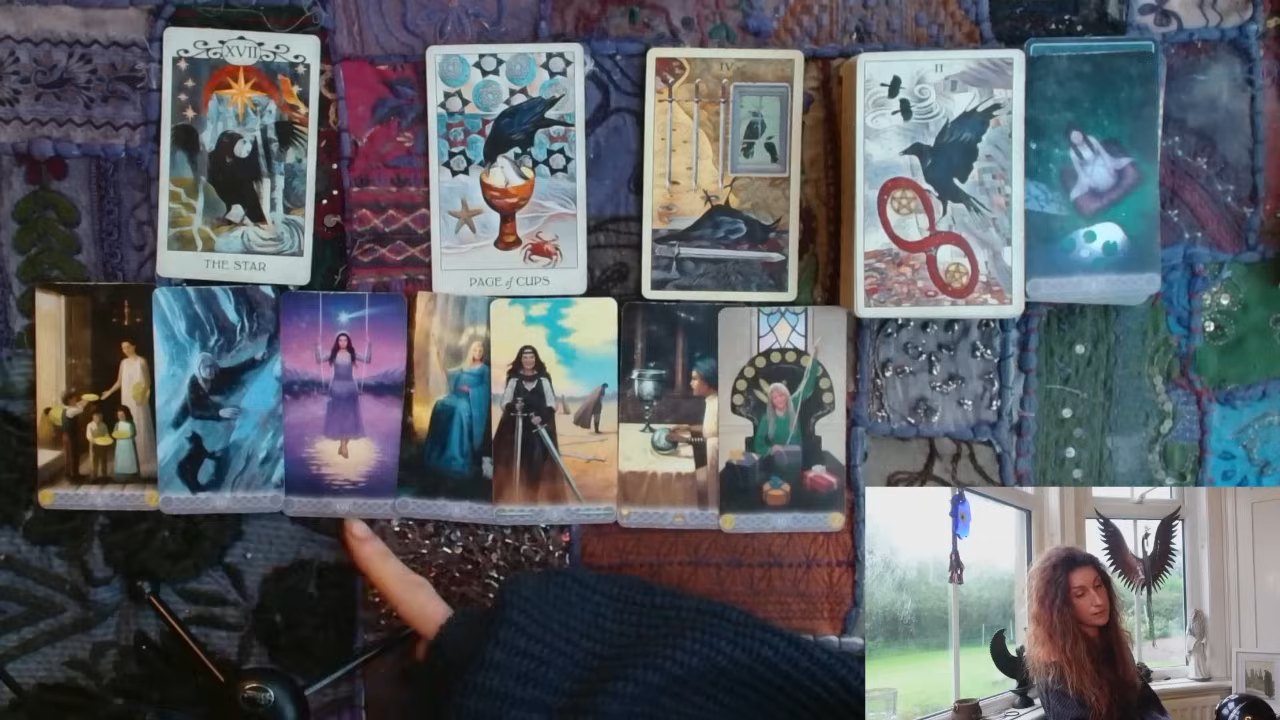 XVII
THE STAR
PAGE of CUPS
IV
II